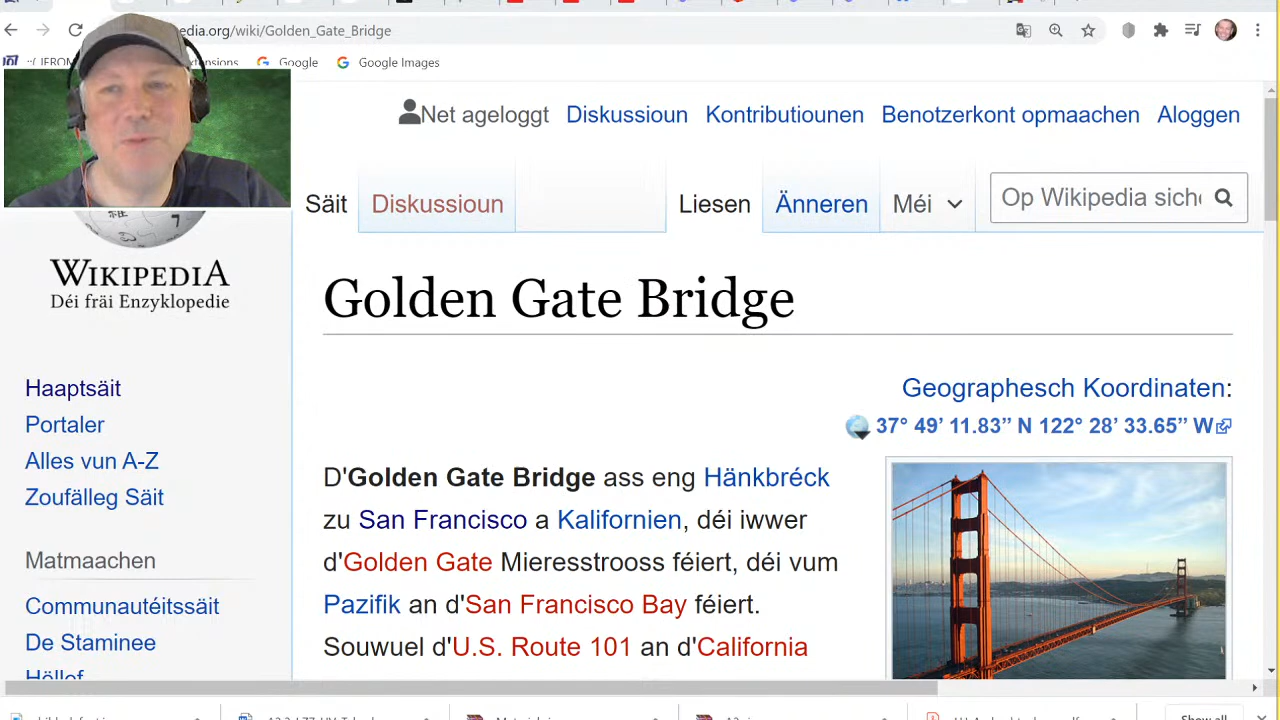 edia.org/wiki/Golden_Gate_Bridge
Google
Google Images
Net ageloggt Diskussioun Kontributiounen Benotzerkont opmaachen Aloggen
Säit Diskussioun Liesen Änneren Méi
WIKIPEDIA
Déi fräi Enzyklopedie
Golden Gate Bridge
Haaptsäit
Portaler
Alles vun A-Z
Zoufälleg Säit
Matmaachen
Communautéitssäit
De Staminee
Hëllef
Geographesch Koordinaten:
37° 49’ 11.83” N 122° 28’ 33.65” W
D'Golden Gate Bridge ass eng Hänkbréck
zu San Francisco a Kalifornien, déi iwwer
d'Golden Gate Mieresstrooss féiert, déi vum
Pazifik an d'San Francisco Bay féiert.
Souwuel d'U.S. Route 101 an d'California
Show all